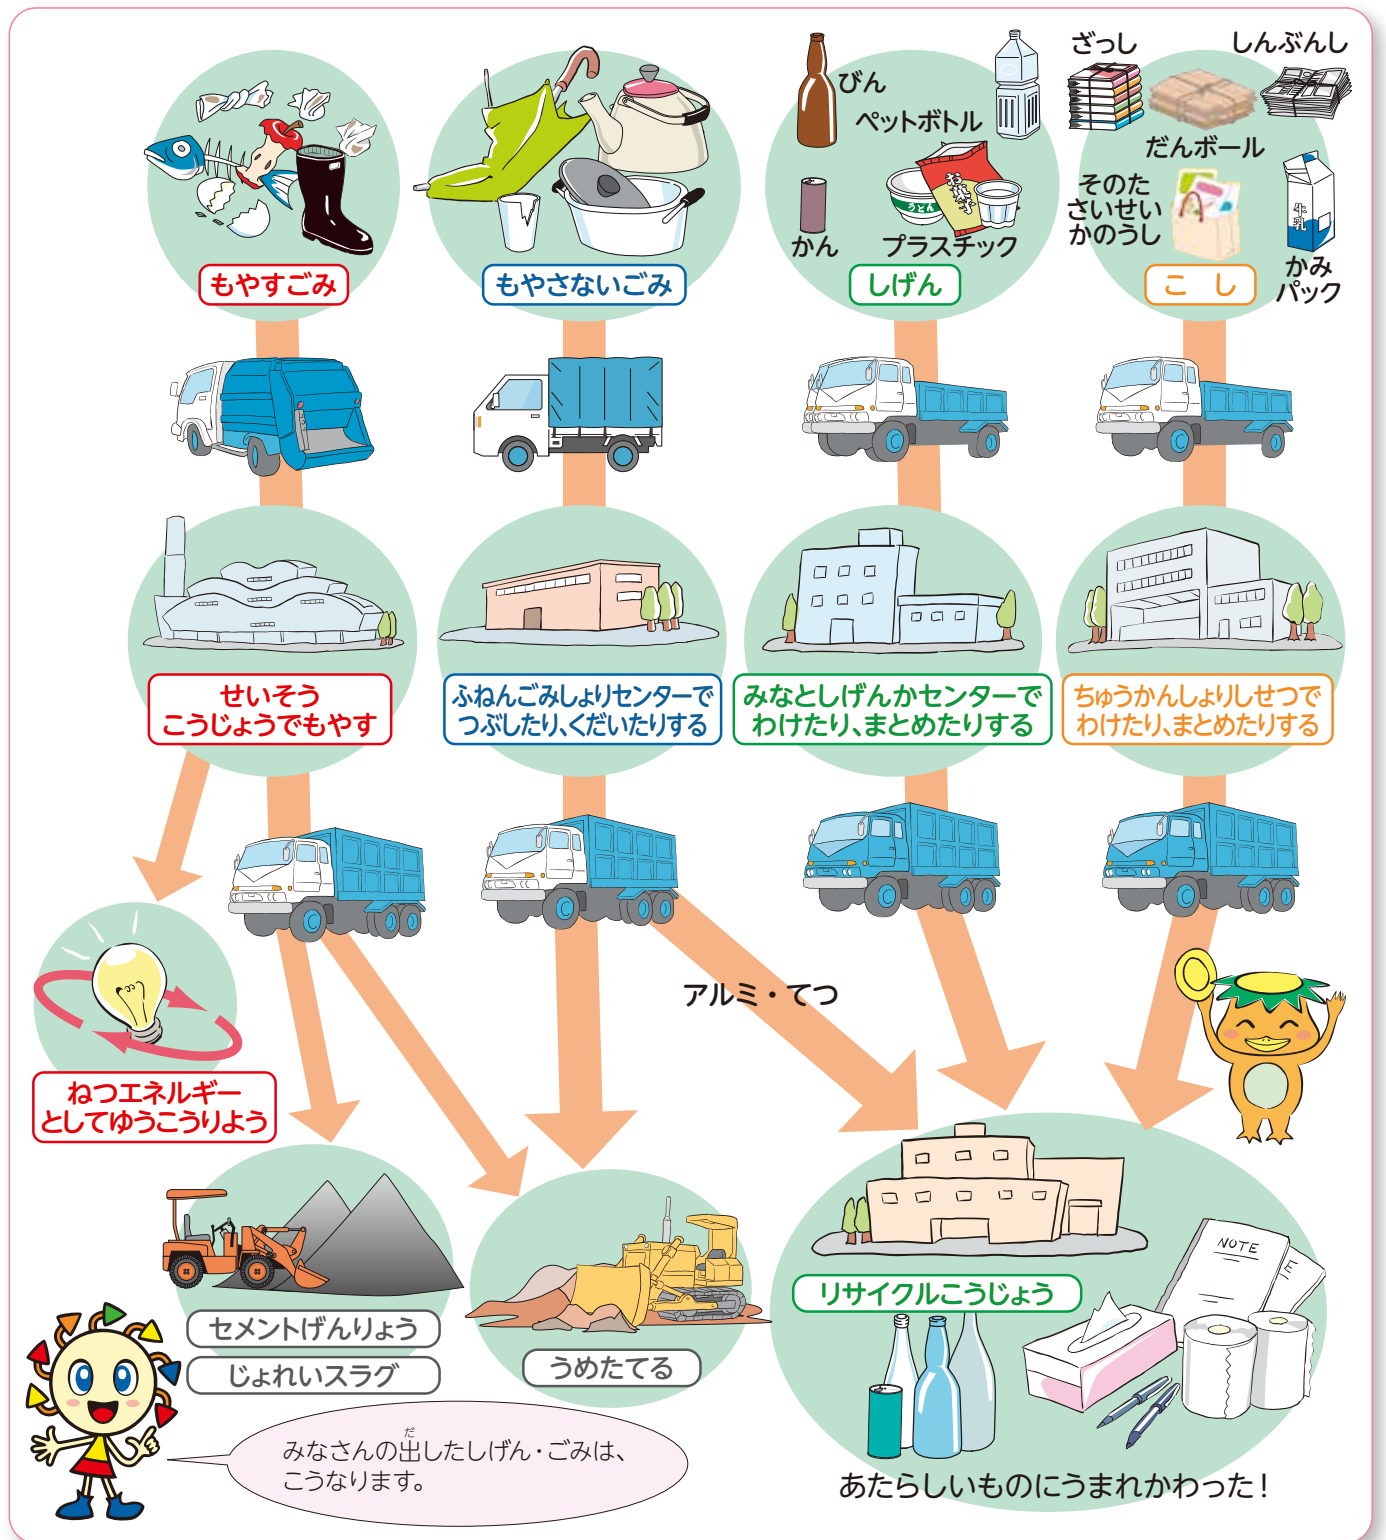 びん
ペットボトル
かん
うどん
お菓子
プラスチック
ざっし
しんぶんし
だんボール
そのた
さいせい
かのうし
牛乳
かみ
パック
もやすごみ
もやさないごみ
しげん
こ し
せいそう
こうじょうでもやす
ふねんごみしょりセンターで
つぶしたり、くだいたりする
みなとしげんかセンターで
わけたり、まとめたりする
ちゅうかんしょりしせつで
わけたり、まとめたりする
アルミ・てつ
ねつエネルギー
としてゆうこうりよう
セメントげんりょう
じょれいスラグ
うめたてる
リサイクルこうじょう
NOTE
E
あたらしいものにうまれかわった!
だ
みなさんの出したしげん・ごみは、
こうなります。